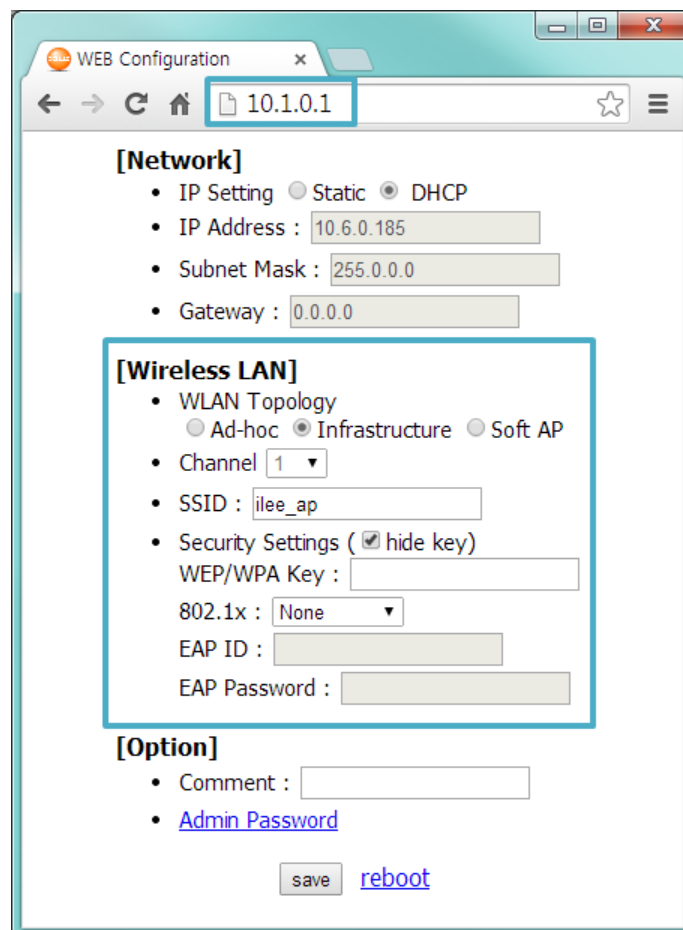 WEB Configuration
10.1.0.1
[Network]
• IP Setting Static DHCP
• IP Address : 10.6.0.185
• Subnet Mask : 255.0.0.0
• Gateway : 0.0.0.0
[Wireless LAN]
• WLAN Topology
Ad-hoc Infrastructure Soft AP
• Channel 1
• SSID : ilee_ap
• Security Settings ( hide key)
WEP/WPA Key :
802.1x : None
EAP ID :
EAP Password :
[Option]
• Comment :
• Admin Password
save reboot